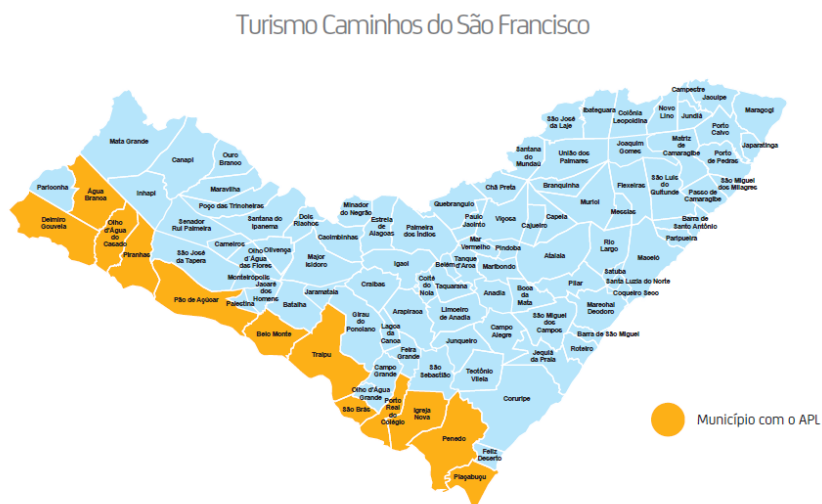 Turismo Caminhos do São Francisco
Campestre
Jacuípe
Ibateguara
Colônia
Leopoldina
Novo
Lino
Jundiá
Maragogi
São José
da Laje
Porto
Calvo
Mata Grande
Santana
do
Mundaú
União dos
Palmares
Joaquim
Gomes
Matriz
de
Camaragibe
Japaratinga
Porto
de Pedras
Canapi
Ouro
Branco
Pariconha
Água
Branca
Inhapi
Maravilha
Chã Preta
Branquinha
Flexeiras
São Luis
do
Quitunde
São Miguel
dos Milagres
Passo de
Camaragibe
Poço das Trincheiras
Minador
do Negrão
Quebrangulo
Murici
Delmiro
Gouveia
Olho
d'Água
do
Casado
Senador
Rui Palmeira
Santana do
Ipanema
Dois
Riachos
Estrela
de
Alagoas
Palmeira
dos Índios
Paulo
Jacinto
Viçosa
Cajueiro
Capela
Messias
Barra de
Santo Antônio
Paripueira
Piranhas
São José
da Tapera
Carneiros
Olho
d'Água
das Flores
Olivença
Cacimbinhas
Major
Isidoro
Mar
Vermelho
Pindoba
Atalaia
Rio
Largo
Maceió
Igaci
Belém
Tanque
d'Arca
Maribondo
Satuba
Monteirópolis
Jacaré
dos
Homens
Craíbas
Coité
do
Nóia
Taquarana
Pilar
Santa Luzia do Norte
Coqueiro Seco
Pão de Açúcar
Palestina
Batalha
Jaramataia
Anadia
Boca
da
Mata
Marechal
Deodoro
Girau
do
Ponciano
Arapiraca
Limoeiro
de Anadia
São Miguel
dos
Campos
Belo Monte
Lagoa
da
Canoa
Campo
Alegre
Barra de São Miguel
Traipu
Feira
Grande
Junqueiro
Jequiá
da Praia
Roteiro
Campo
Grande
São
Sebastião
Teotônio
Vilela
Olho d'Água
Grande
Porto
Real
do
Colégio
São Brás
Igreja
Nova
Coruripe
Município com o APL
Penedo
Feliz
Deserto
Piaçabuçu